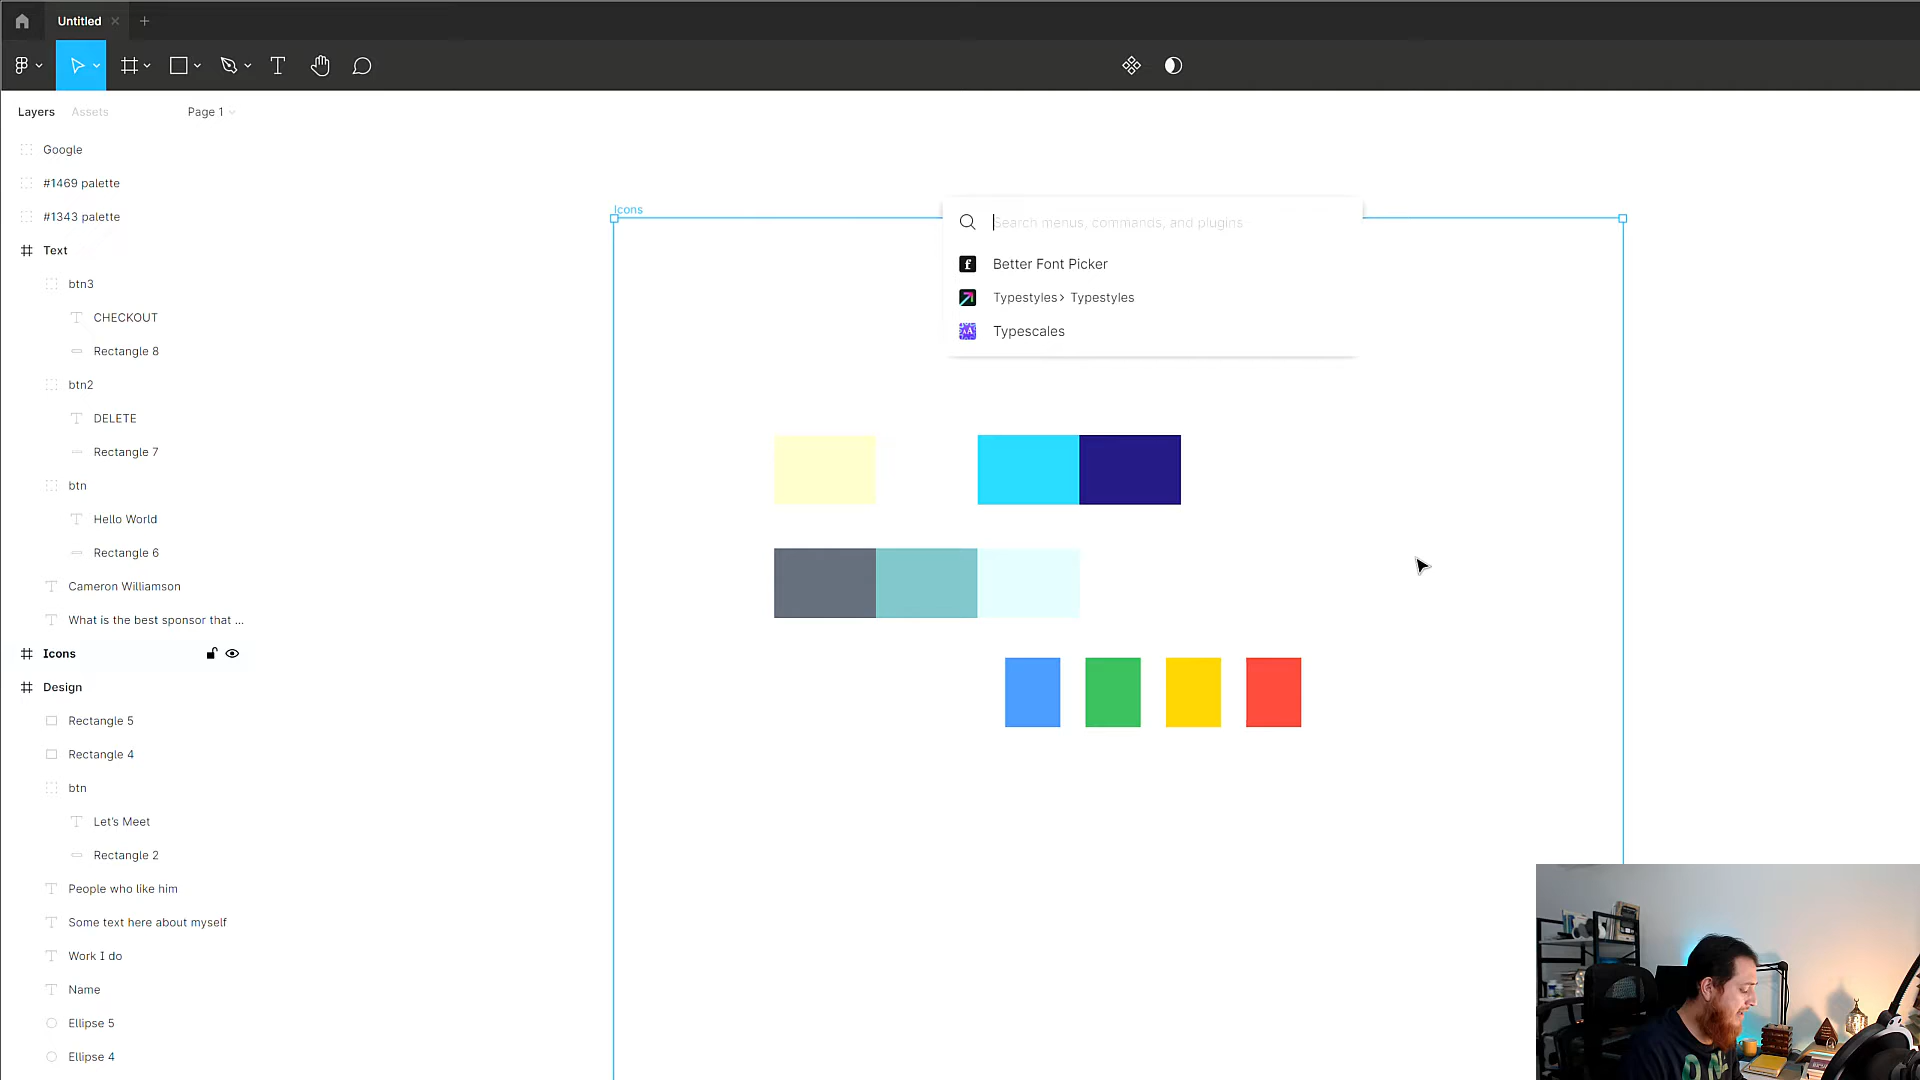 Untitled
Layers Assets Page 1
Google
#1469 palette
#1343 palette
Text
btn3
CHECKOUT
Rectangle 8
btn2
DELETE
Rectangle 7
btn
Hello World
Rectangle 6
Cameron Williamson
What is the best sponsor that ...
Icons
Design
Rectangle 5
Rectangle 4
btn
Let's Meet
Rectangle 2
People who like him
Some text here about myself
Work I do
Name
Ellipse 5
Ellipse 4
Icons
Search menus, commands, and plugins
Better Font Picker
Typestyles> Typestyles
Typescales